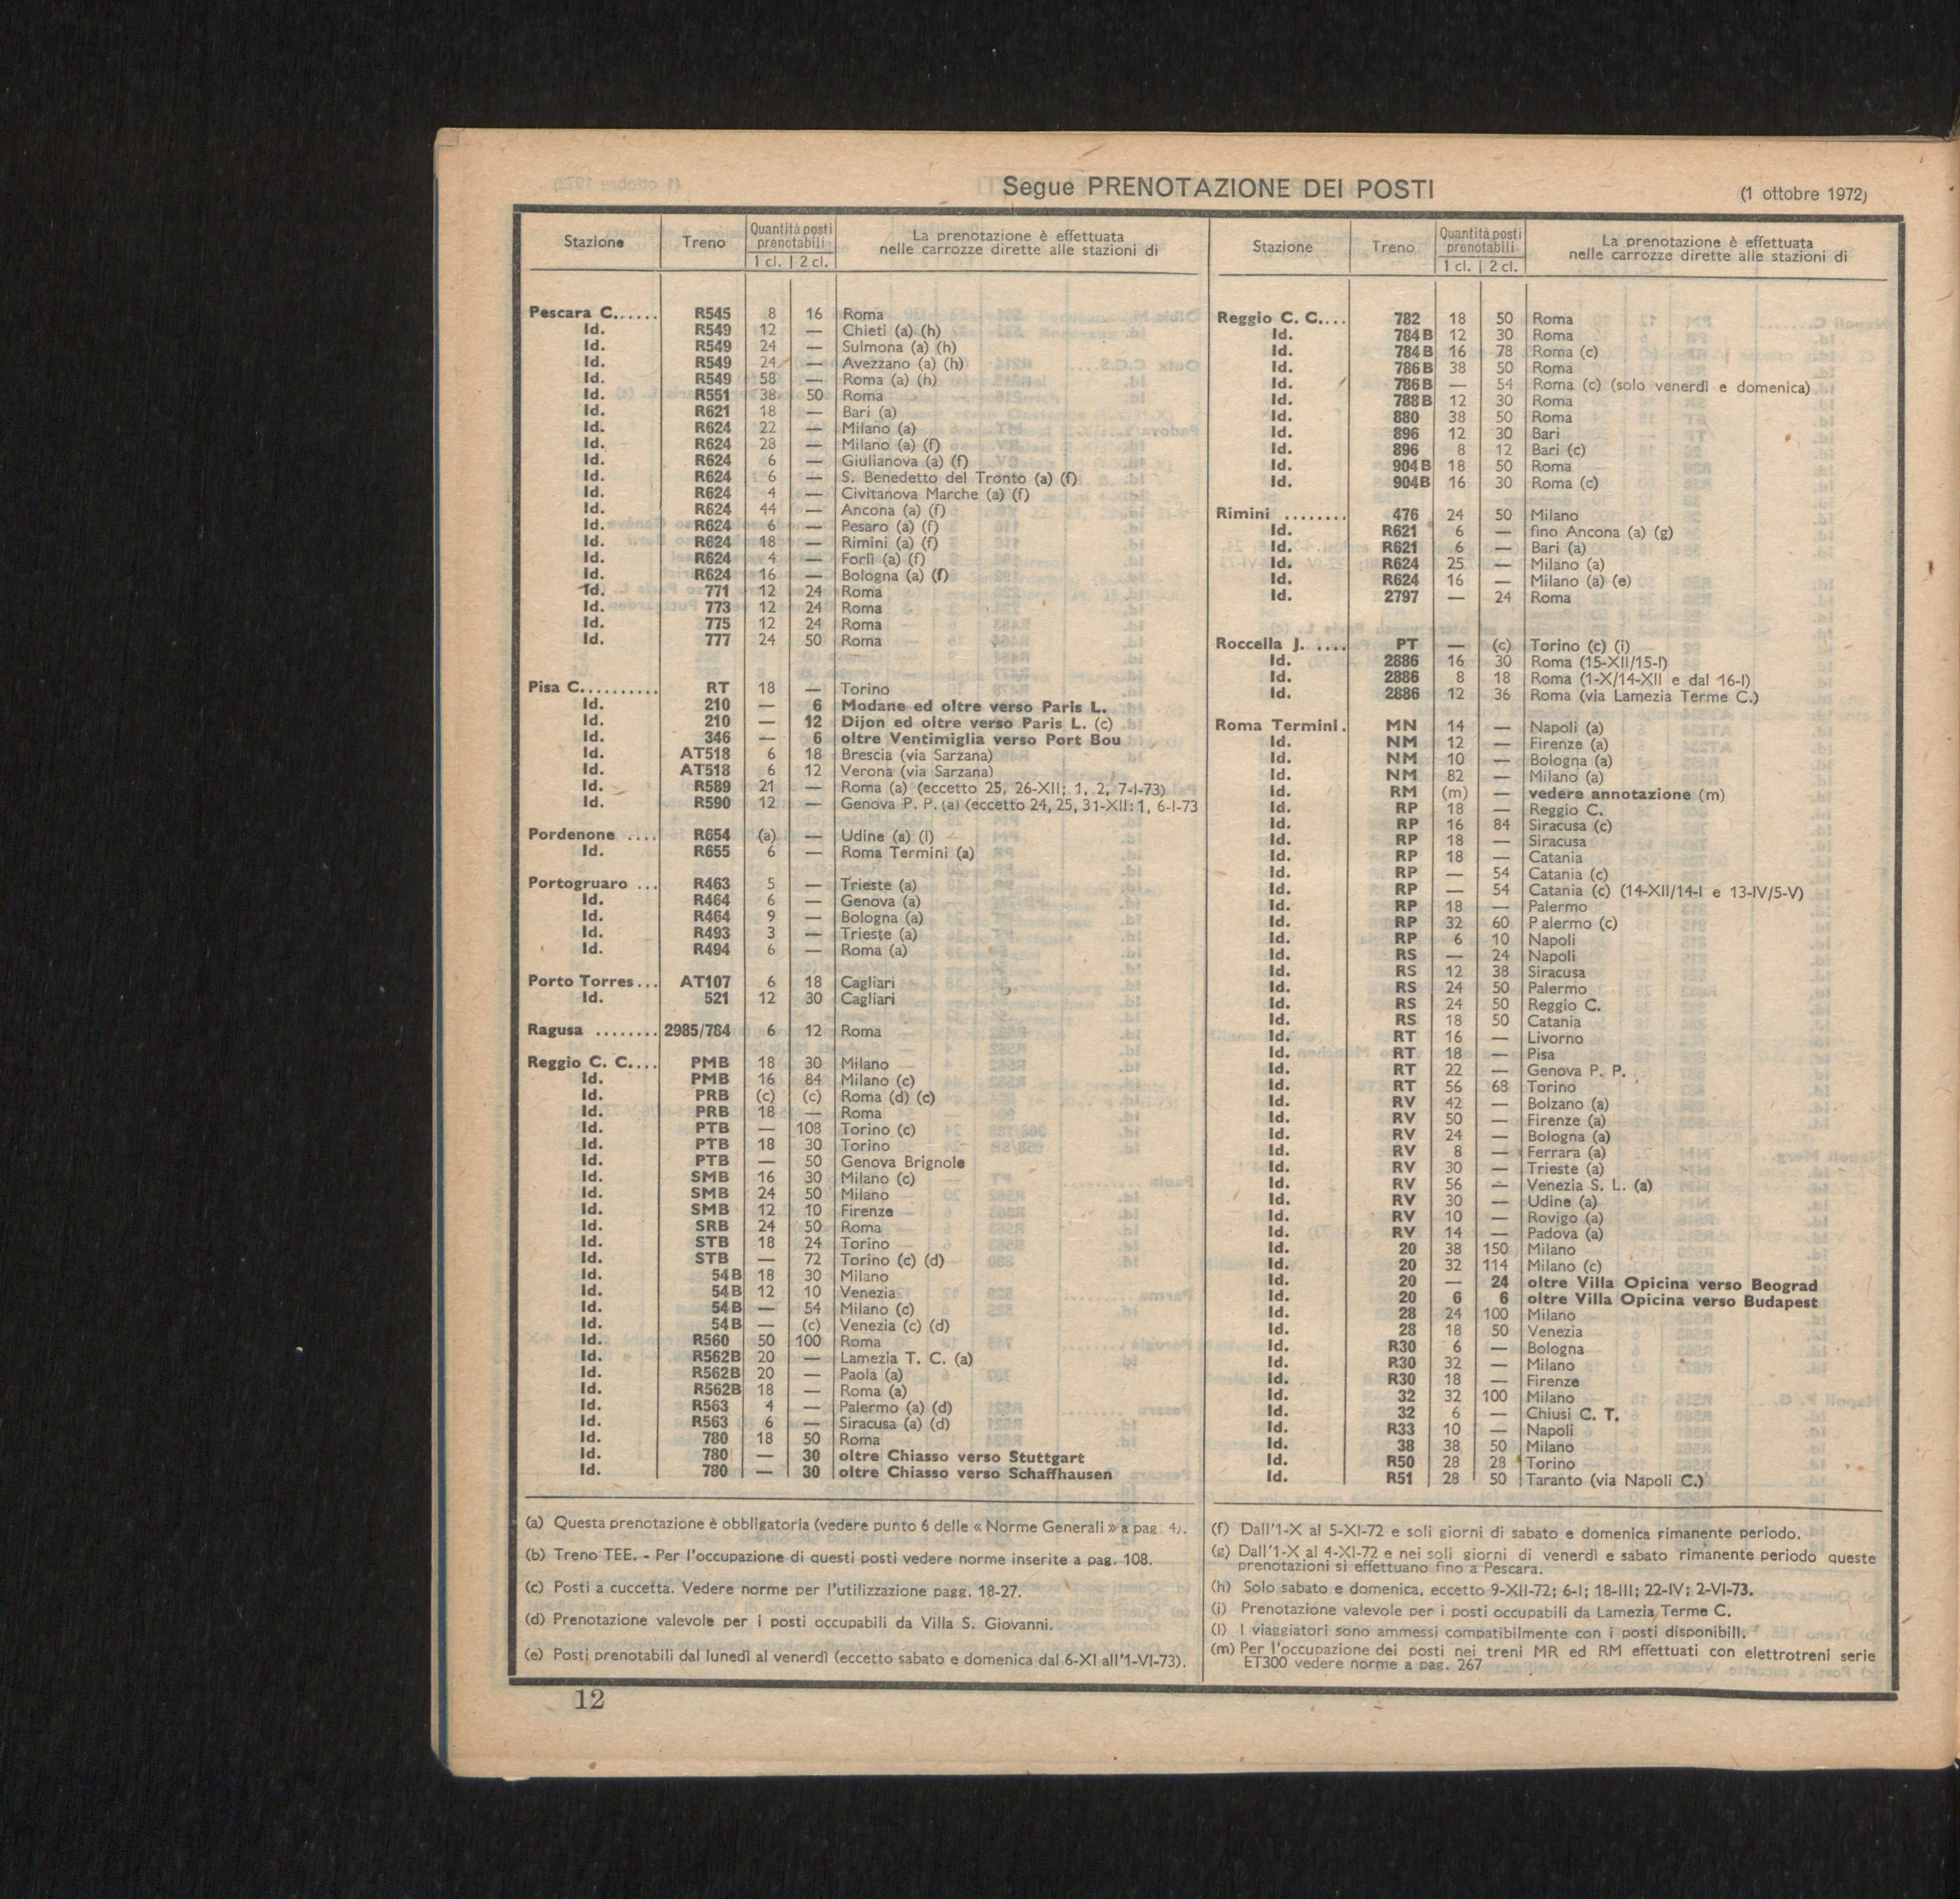 Segue PRENOTAZIONE DEI POSTI
(1 ottobre 1972)
Stazione Treno Quantità posti prenotabili 1 cl. 2 cl. La prenotazione è effettuata nelle carrozze dirette alle stazioni di
Pescara C...... R545 8 16 Roma
Id. R549 12 — Chieti (a) (h)
Id. R549 24 — Sulmona (a) (h)
Id. R549 24 — Avezzano (a) (h)
Id. R549 58 — Roma (a) (h)
Id. R551 38 50 Roma
Id. R621 18 — Bari (a)
Id. R624 22 — Milano (a)
Id. R624 28 — Milano (a) (f)
Id. R624 6 — Giulianova (a) (f)
Id. R624 6 — S. Benedetto del Tronto (a) (f)
Id. R624 4 — Civitanova Marche (a) (f)
Id. R624 44 — Ancona (a) (f)
Id. R624 6 — Pesaro (a) (f)
Id. R624 18 — Rimini (a) (f)
Id. R624 4 — Forlì (a) (f)
Id. R624 16 — Bologna (a) (f)
Id. 771 12 24 Roma
Id. 773 12 24 Roma
Id. 775 12 24 Roma
Id. 777 24 50 Roma
Pisa C.......... RT 18 — Torino
Id. 210 — 6 Modane ed oltre verso Paris L.
Id. 210 — 12 Dijon ed oltre verso Paris L. (c)
Id. 346 — 6 oltre Ventimiglia verso Port Bou
Id. AT518 6 18 Brescia (via Sarzana)
Id. AT518 6 12 Verona (via Sarzana)
Id. R589 21 — Roma (a) (eccetto 25, 26-XII; 1, 2, 7-I-73)
Id. R590 12 — Genova P. P. (a) (eccetto 24, 25, 31-XII: 1, 6-I-73
Pordenone .... R654 (a) — Udine (a) (l)
Id. R655 6 — Roma Termini (a)
Portogruaro ... R463 5 — Trieste (a)
Id. R464 6 — Genova (a)
Id. R464 9 — Bologna (a)
Id. R493 3 — Trieste (a)
Id. R494 6 — Roma (a)
Porto Torres... AT107 6 18 Cagliari
Id. 521 12 30 Cagliari
Ragusa ........ 2985/784 6 12 Roma
Reggio C. C.... PMB 18 30 Milano
Id. PMB 16 84 Milano (c)
Id. PRB (c) (c) Roma (d) (c)
Id. PRB 18 — Roma
Id. PTB — 108 Torino (c)
Id. PTB 18 30 Torino
Id. PTB — 50 Genova Brignole
Id. SMB 16 30 Milano (c)
Id. SMB 24 50 Milano
Id. SMB 12 10 Firenze
Id. SRB 24 50 Roma
Id. STB 18 24 Torino
Id. STB — 72 Torino (c) (d)
Id. 54B 18 30 Milano
Id. 54B 12 10 Venezia
Id. 54B — 54 Milano (c)
Id. 54B — (c) Venezia (c) (d)
Id. R560 50 100 Roma
Id. R562B 20 — Lamezia T. C. (a)
Id. R562B 20 — Paola (a)
Id. R562B 18 — Roma (a)
Id. R563 4 — Palermo (a) (d)
Id. R563 6 — Siracusa (a) (d)
Id. 780 18 50 Roma
Id. 780 — 30 oltre Chiasso verso Stuttgart
Id. 780 — 30 oltre Chiasso verso Schaffhausen
(a) Questa prenotazione è obbligatoria (vedere punto 6 delle « Norme Generali » a pag. 4).
(b) Treno TEE. - Per l'occupazione di questi posti vedere norme inserite a pag. 108.
(c) Posti a cuccetta. Vedere norme per l'utilizzazione pagg. 18-27.
(d) Prenotazione valevole per i posti occupabili da Villa S. Giovanni.
(e) Posti prenotabili dal lunedì al venerdì (eccetto sabato e domenica dal 6-XI all'1-VI-73).
Stazione Treno Quantità posti prenotabili 1 cl. 2 cl. La prenotazione è effettuata nelle carrozze dirette alle stazioni di
Reggio C. C.... 782 18 50 Roma
Id. 784B 12 30 Roma
Id. 784B 16 78 Roma (c)
Id. 786B 38 50 Roma
Id. 786B — 54 Roma (c) (solo venerdì e domenica)
Id. 788B 12 30 Roma
Id. 880 38 50 Roma
Id. 896 12 30 Bari
Id. 896 8 12 Bari (c)
Id. 904B 18 50 Roma
Id. 904B 16 30 Roma (c)
Rimini ........ 476 24 50 Milano
Id. R621 6 — fino Ancona (a) (g)
Id. R621 6 — Bari (a)
Id. R624 25 — Milano (a)
Id. R624 16 — Milano (a) (e)
Id. 2797 — 24 Roma
Roccella J. .... PT — (c) Torino (c) (i)
Id. 2886 16 30 Roma (15-XII/15-I)
Id. 2886 8 18 Roma (1-X/14-XII e dal 16-I)
Id. 2886 12 36 Roma (via Lamezia Terme C.)
Roma Termini. MN 14 — Napoli (a)
Id. NM 12 — Firenze (a)
Id. NM 10 — Bologna (a)
Id. NM 82 — Milano (a)
Id. RM (m) — vedere annotazione (m)
Id. RP 18 — Reggio C.
Id. RP 16 84 Siracusa (c)
Id. RP 18 — Siracusa
Id. RP 18 — Catania
Id. RP — 54 Catania (c)
Id. RP — 54 Catania (c) (14-XII/14-I e 13-IV/5-V)
Id. RP 18 — Palermo
Id. RP 32 60 Palermo (c)
Id. RP 6 10 Napoli
Id. RS — 24 Napoli
Id. RS 12 38 Siracusa
Id. RS 24 50 Palermo
Id. RS 24 50 Reggio C.
Id. RS 18 50 Catania
Id. RT 16 — Livorno
Id. RT 18 — Pisa
Id. RT 22 — Genova P. P.
Id. RT 56 68 Torino
Id. RV 42 — Bolzano (a)
Id. RV 50 — Firenze (a)
Id. RV 24 — Bologna (a)
Id. RV 8 — Ferrara (a)
Id. RV 30 — Trieste (a)
Id. RV 56 — Venezia S. L. (a)
Id. RV 30 — Udine (a)
Id. RV 10 — Rovigo (a)
Id. RV 14 — Padova (a)
Id. 20 38 150 Milano
Id. 20 32 114 Milano (c)
Id. 20 — 24 oltre Villa Opicina verso Beograd
Id. 20 6 6 oltre Villa Opicina verso Budapest
Id. 28 24 100 Milano
Id. 28 18 50 Venezia
Id. R30 6 — Bologna
Id. R30 32 — Milano
Id. R30 18 — Firenze
Id. 32 32 100 Milano
Id. 32 6 — Chiusi C. T.
Id. R33 10 — Napoli
Id. 38 38 50 Milano
Id. R50 28 28 Torino
Id. R51 28 50 Taranto (via Napoli C.)
(f) Dall'1-X al 5-XI-72 e soli giorni di sabato e domenica rimanente periodo.
(g) Dall'1-X al 4-XI-72 e nei soli giorni di venerdì e sabato rimanente periodo queste
prenotazioni si effettuano fino a Pescara.
(h) Solo sabato e domenica, eccetto 9-XII-72; 6-I; 18-III; 22-IV; 2-VI-73.
(i) Prenotazione valevole per i posti occupabili da Lamezia Terme C.
(l) I viaggiatori sono ammessi compatibilmente con i posti disponibili.
(m) Per l'occupazione dei posti nei treni MR ed RM effettuati con elettrotreni serie
ET300 vedere norme a pag. 267
12